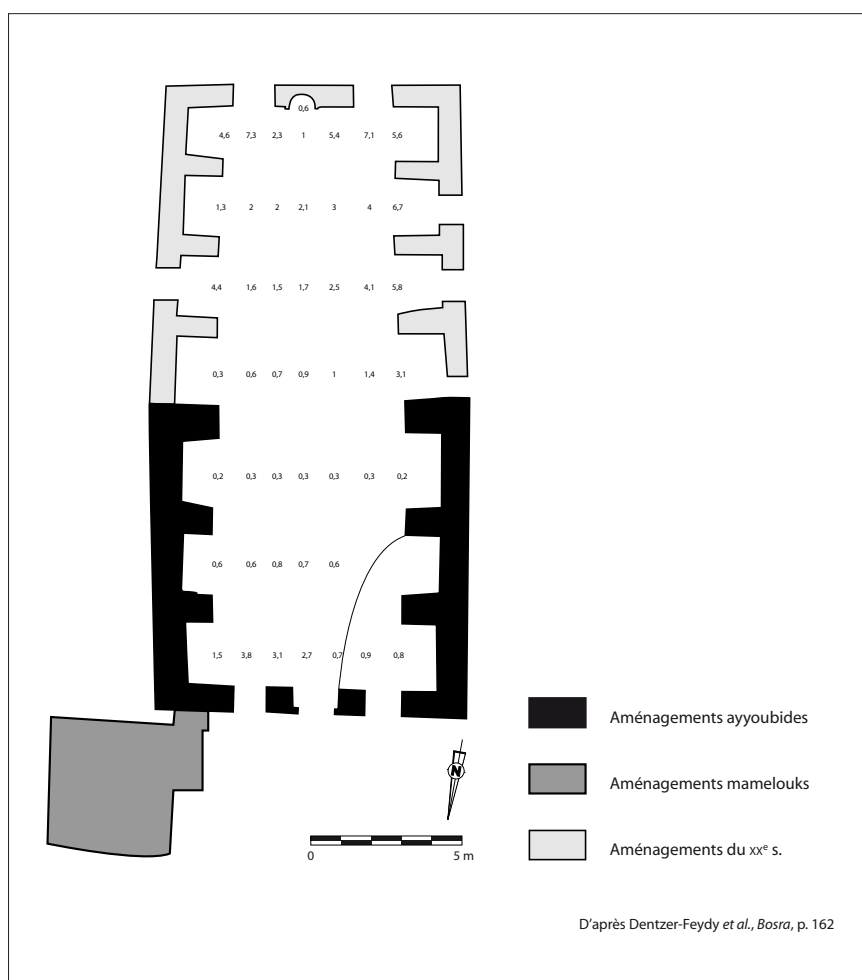 0,6
4,6 7,3 2,3 1 5,4 7,1 5,6
1,3 2 2 2,1 3 4 6,7
4,4 1,6 1,5 1,7 2,5 4,1 5,8
0,3 0,6 0,7 0,9 1 1,4 3,1
0,2 0,3 0,3 0,3 0,3 0,3 0,2
0,6 0,6 0,8 0,7 0,6
1,5 3,8 3,1 2,7 0,7 0,9 0,8
Aménagements ayyoubides
N
Aménagements mamelouks
0 5 m
Aménagements du XXe s.
D'après Dentzer-Feydy et al., Bosra, p. 162